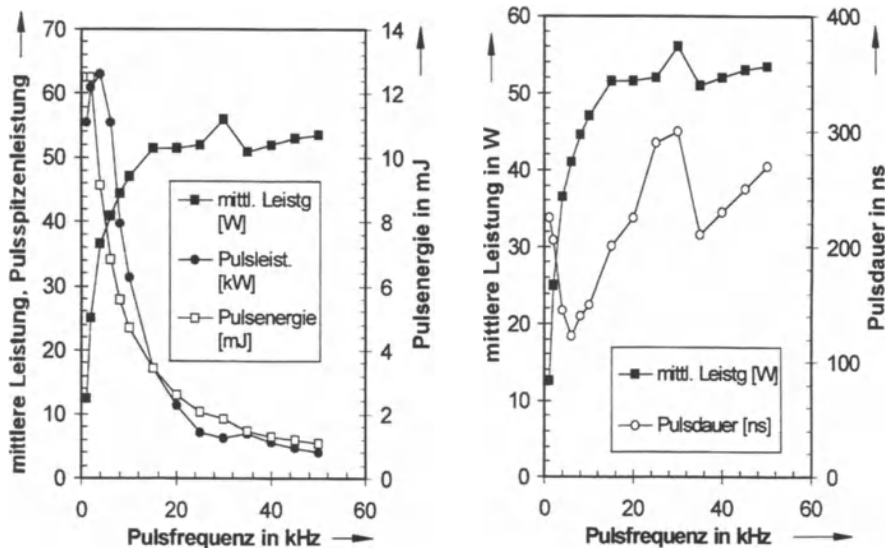 mittlere Leistung, Pulsspitzenleistung
70
60
50
40
30
20
10
0
mittl. Leistg
[W]
Pulsleist.
[kW]
Pulsenergie
[mJ]
14
12
10
8
6
4
2
0
Pulsenergie in mJ
0 20 40 60
Pulsfrequenz in kHz
mittlere Leistung in W
60
50
40
30
20
10
0
mittl. Leistg [W]
Pulsdauer [ns]
400
300
200
100
0
Pulsdauer in ns
0 20 40 60
Pulsfrequenz in kHz